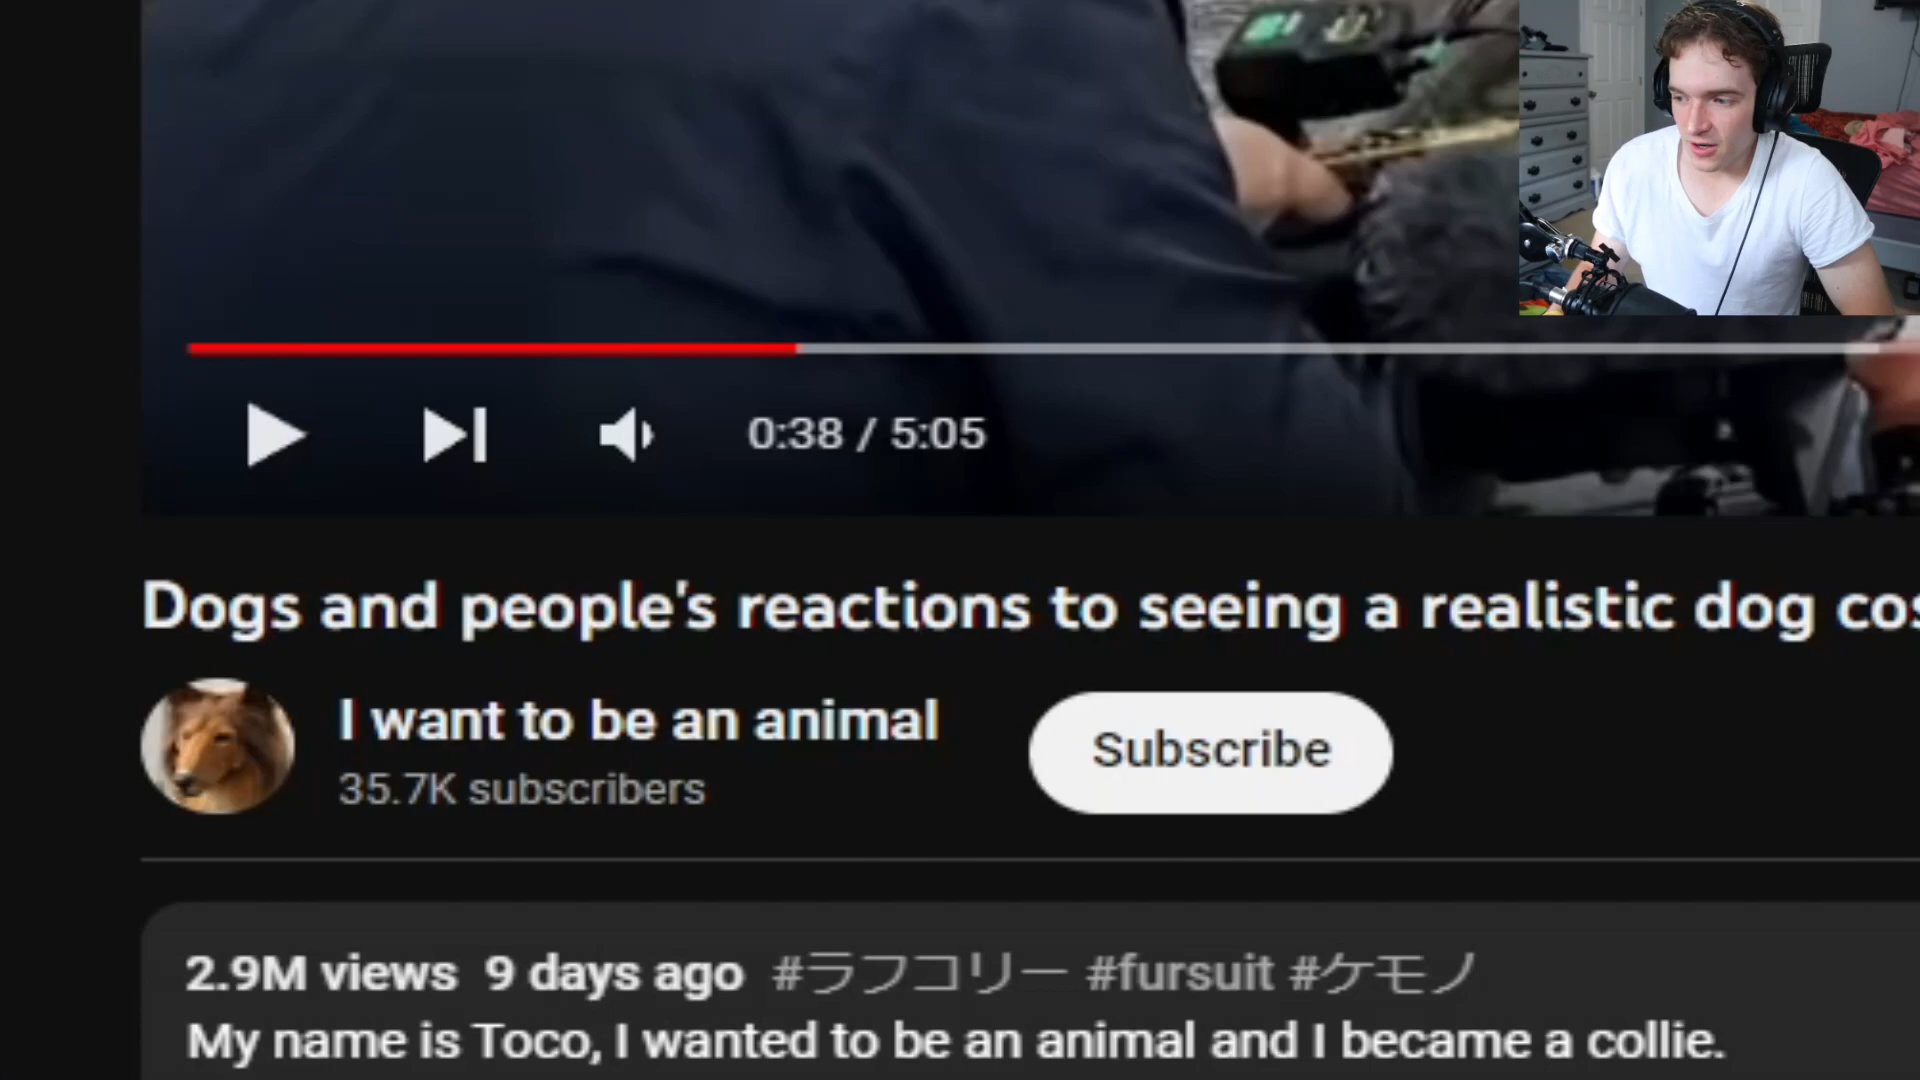 0:38 / 5:05
Dogs and people's reactions to seeing a realistic dog
I want to be an animal
Subscribe
35.7K subscribers
2.9M views 9 days ago #ラフコリー #fursuit #ケモノ
My name is Toco, I wanted to be an animal and I became a collie.